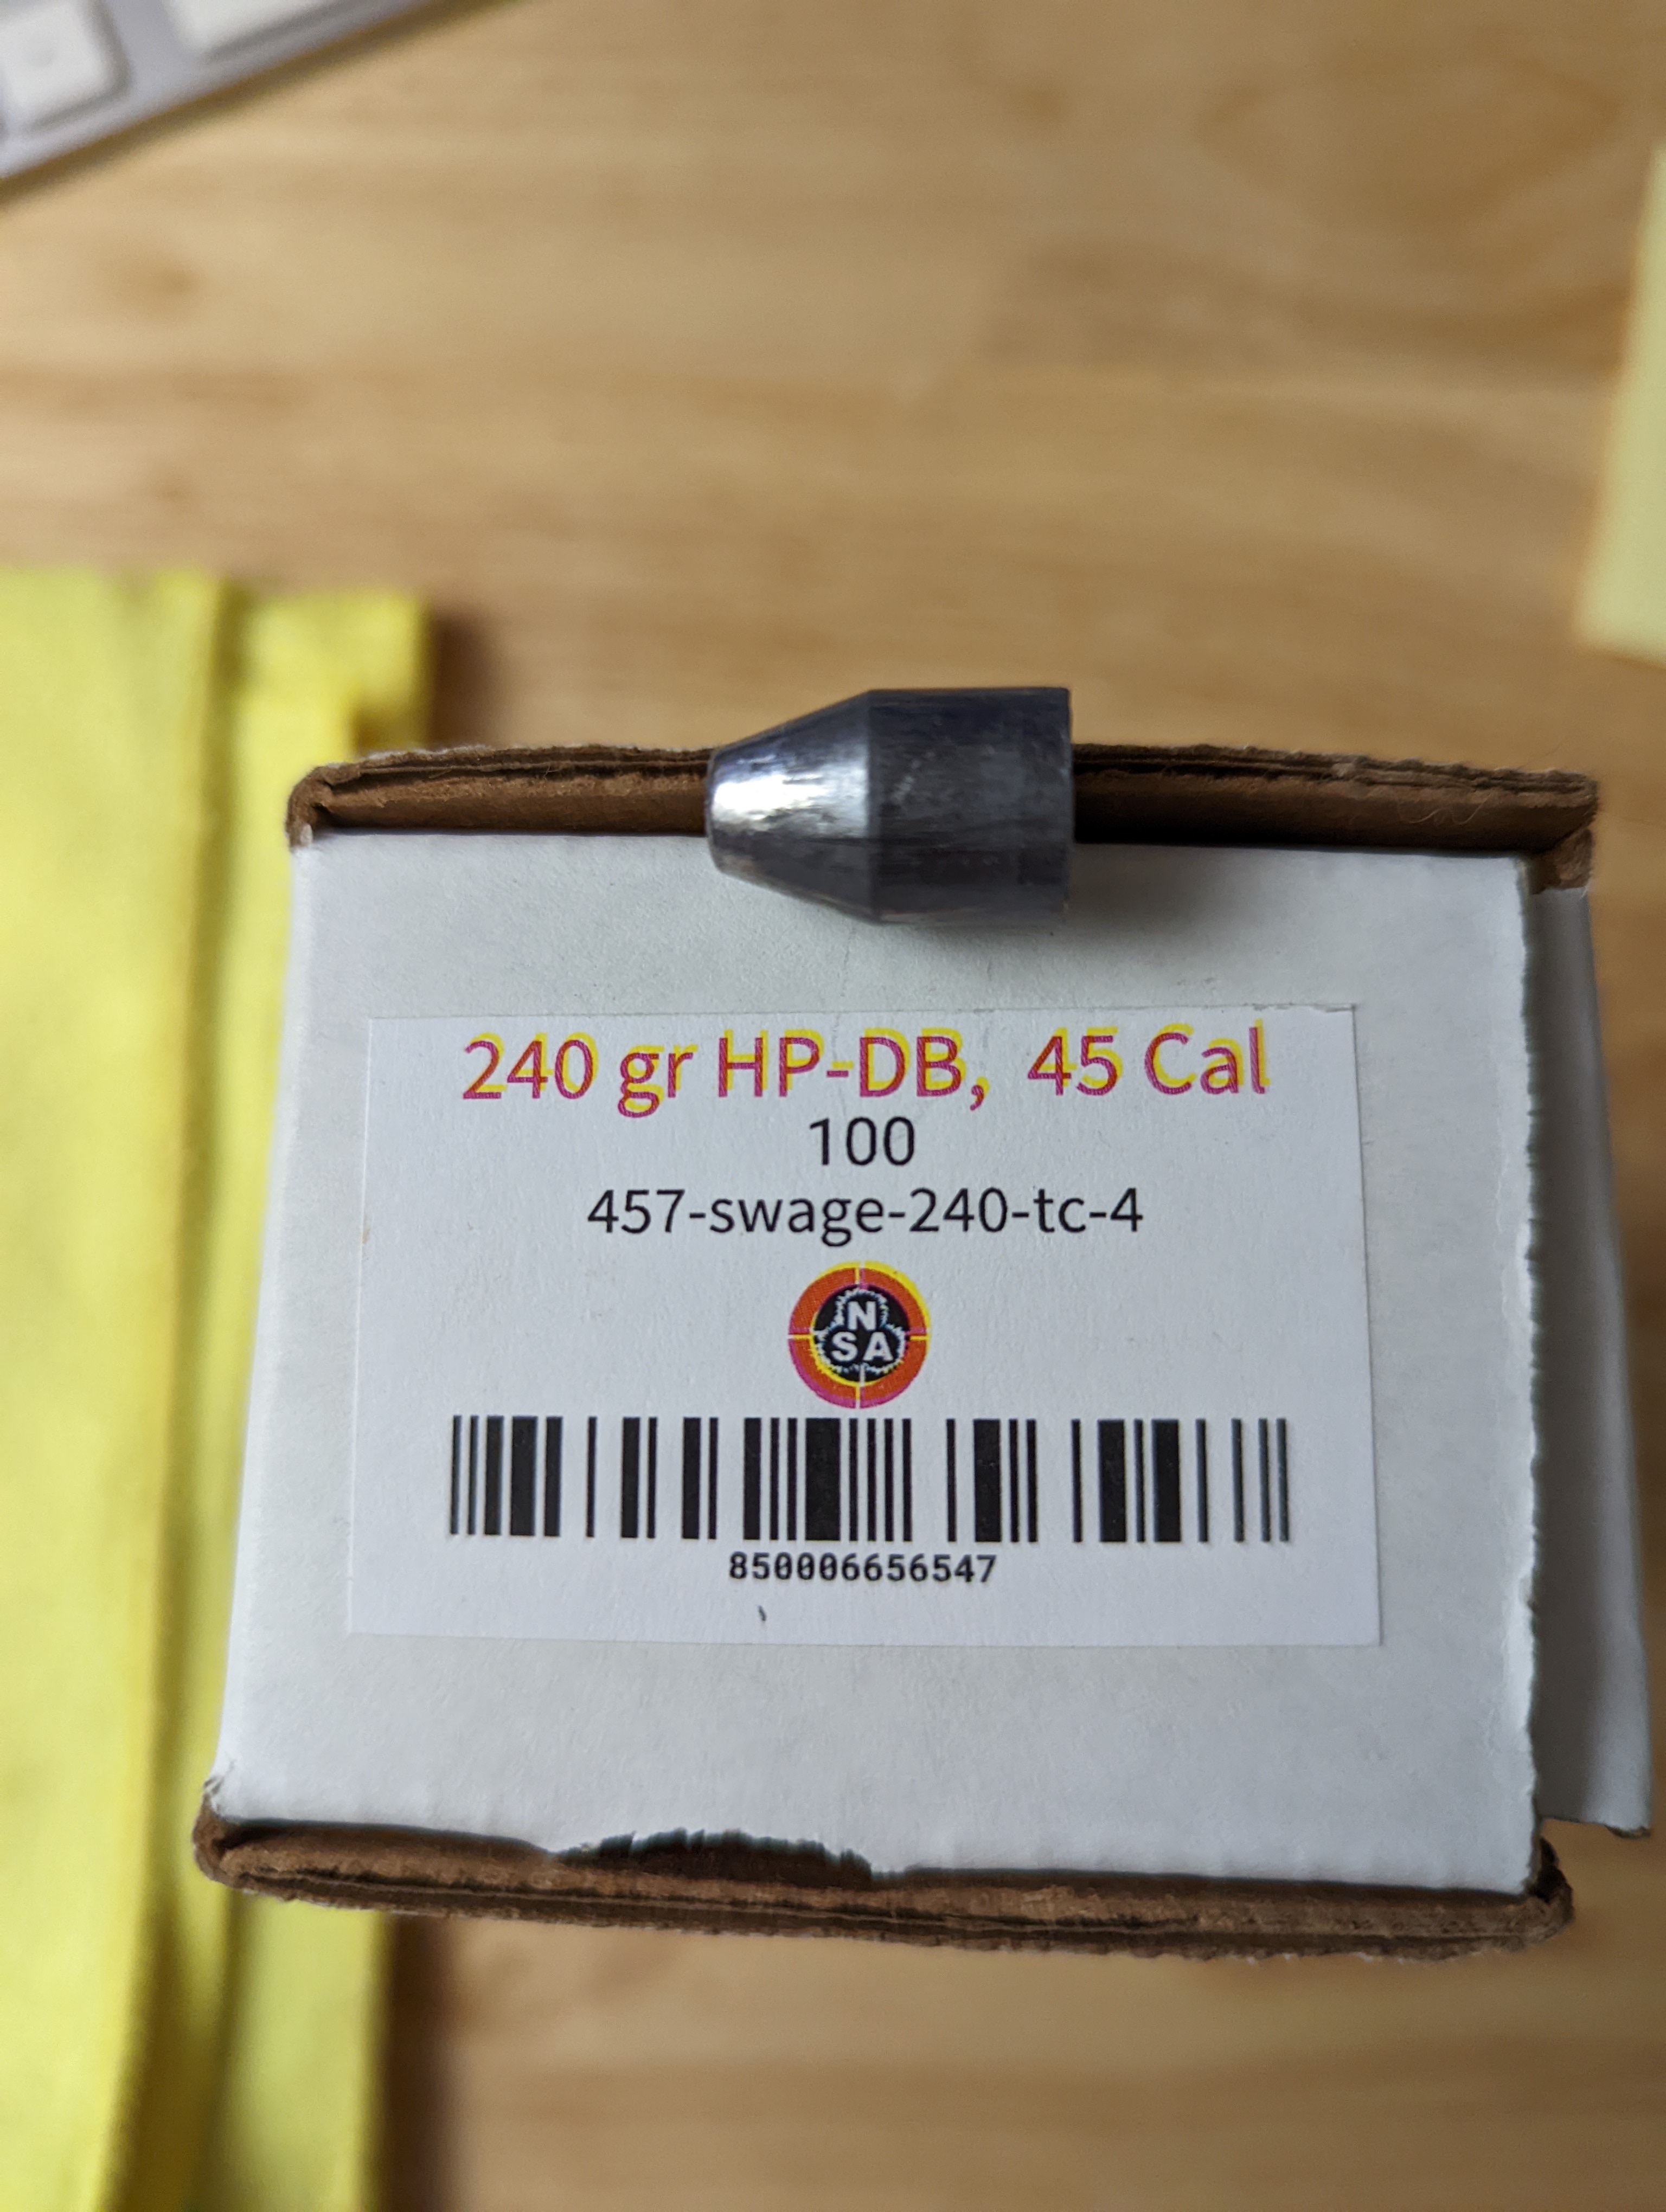 240 gr HP-DB, 45 Cal
100
457-swage-240-tc-4
N
SA
850006656547